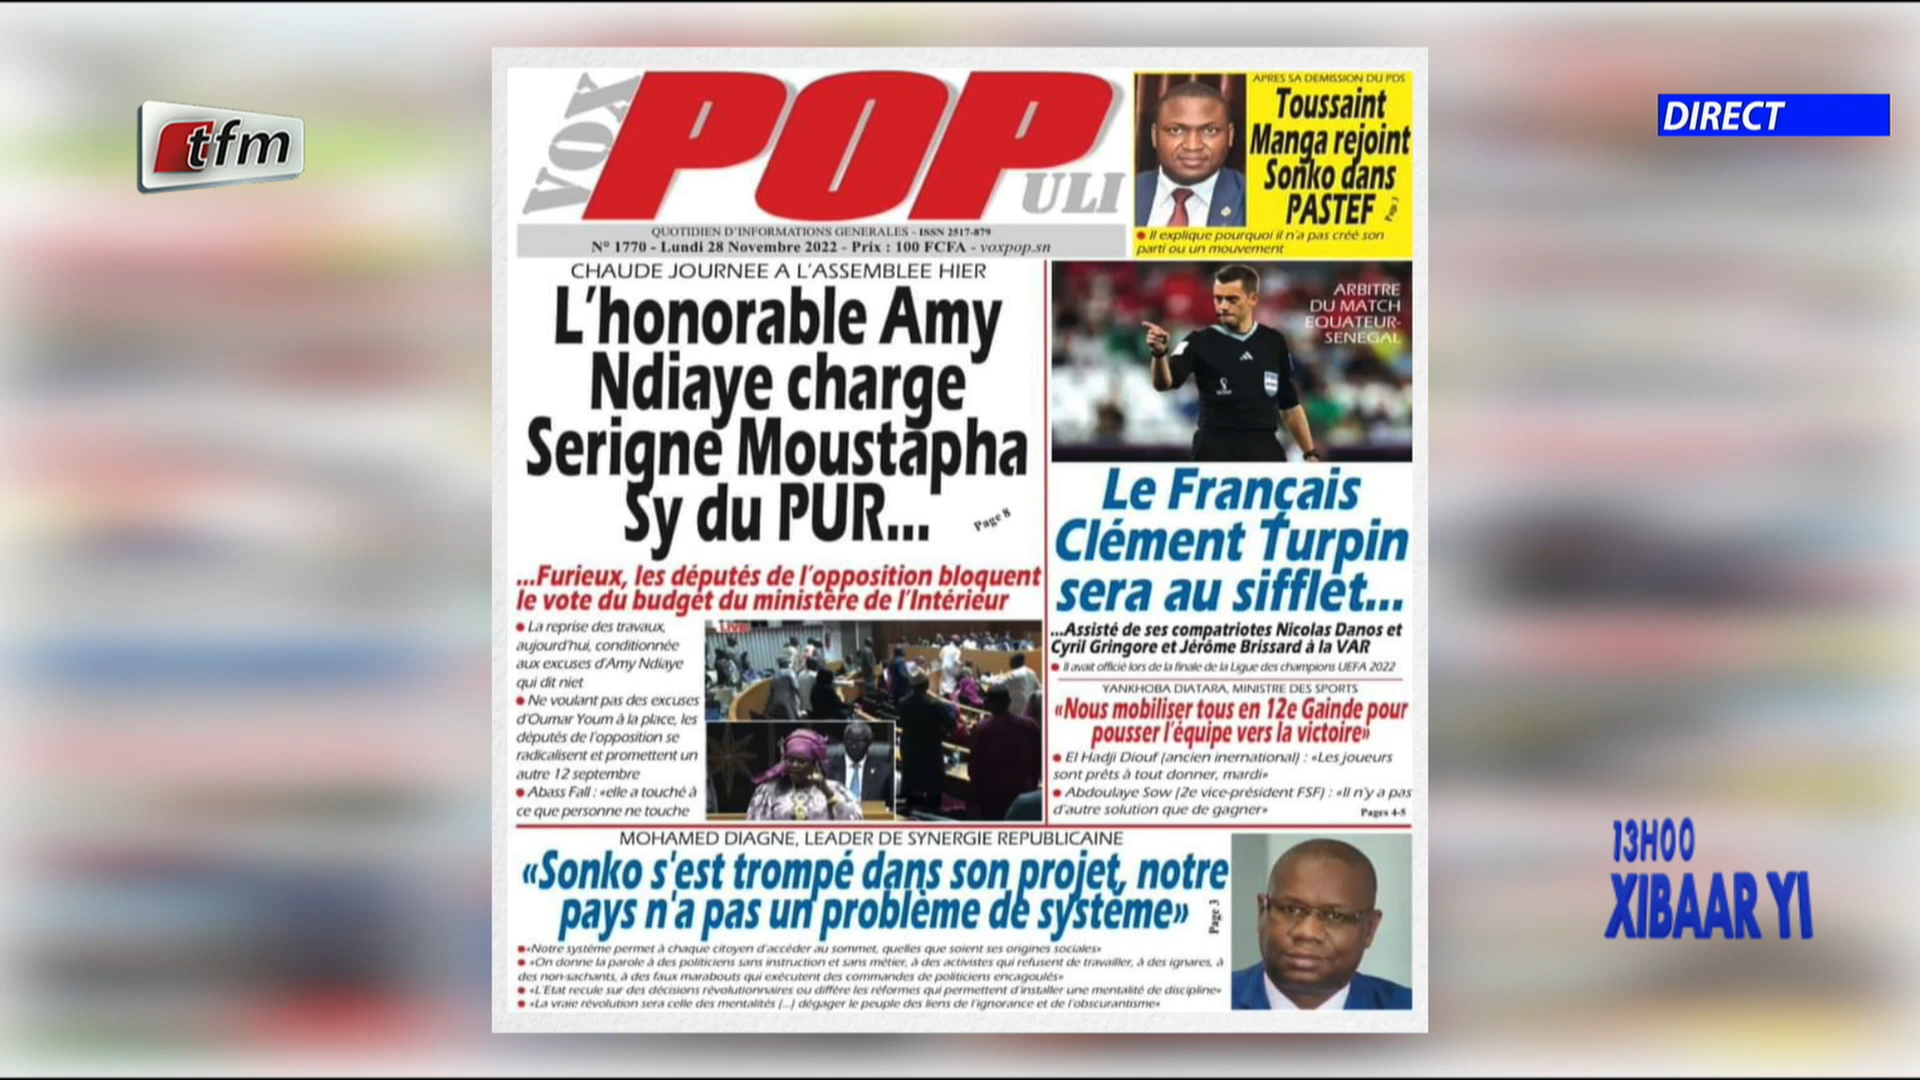 tfm
DIRECT
VOX POPULI
QUOTIDIEN D'INFORMATIONS GENERALES - ISSN 2517-879
N° 1770 - Lundi 28 Novembre 2022 - Prix : 100 FCFA - voxpop.sn
APRES SA DEMISSION DU PDS
Toussaint
Manga rejoint
Sonko dans
PASTEF
• Il explique pourquoi il n'a pas créé son
parti ou un mouvement
CHAUDE JOURNEE A L'ASSEMBLEE HIER
L'honorable Amy
Ndiaye charge
Serigne Moustapha
Sy du PUR...
Page 8
...Furieux, les députés de l'opposition bloquent
le vote du budget du ministère de l'Intérieur
• La reprise des travaux,
aujourd'hui, conditionnée
aux excuses d'Amy Ndiaye
qui dit niet
• Ne voulant pas des excuses
d'Oumar Youm à la place, les
députés de l'opposition se
radicalisent et promettent un
autre 12 septembre
• Abass Fall : «elle a touché à
ce que personne ne touche
ARBITRE
DU MATCH
EQUATEUR-
SENEGAL
Le Français
Clément Turpin
sera au sifflet...
...Assisté de ses compatriotes Nicolas Danos et
Cyril Gringore et Jérôme Brissard à la VAR
• Il avait officié lors de la finale de la Ligue des champions UEFA 2022
YANKHOBA DIATARA, MINISTRE DES SPORTS
«Nous mobiliser tous en 12e Gainde pour
pousser l'équipe vers la victoire»
• El Hadji Diouf (ancien inernational) : «Les joueurs
sont prêts à tout donner, mardi»
• Abdoulaye Sow (2e vice-président FSF) : «Il n'y a pas
d'autre solution que de gagner»
Pages 4-5
MOHAMED DIAGNE, LEADER DE SYNERGIE REPUBLICAINE
«Sonko s'est trompé dans son projet, notre
pays n'a pas un problème de système»
Page 3
• «Notre système permet à chaque citoyen d'accéder au sommet, quelles que soient ses origines sociales»
• «On donne la parole à des politiciens sans instruction et sans métier, à des activistes qui refusent de travailler, à des ignares, à
des non-sachants, à des faux marabouts qui exécutent des commandes de politiciens encagoulés»
• «L'Etat recule sur des décisions révolutionnaires ou diffère les réformes qui permettent d'installer une mentalité de discipline»
• «La vraie révolution sera celle des mentalités (...) dégager le peuple des liens de l'ignorance et de l'obscurantisme»
13H00
XIBAAR YI